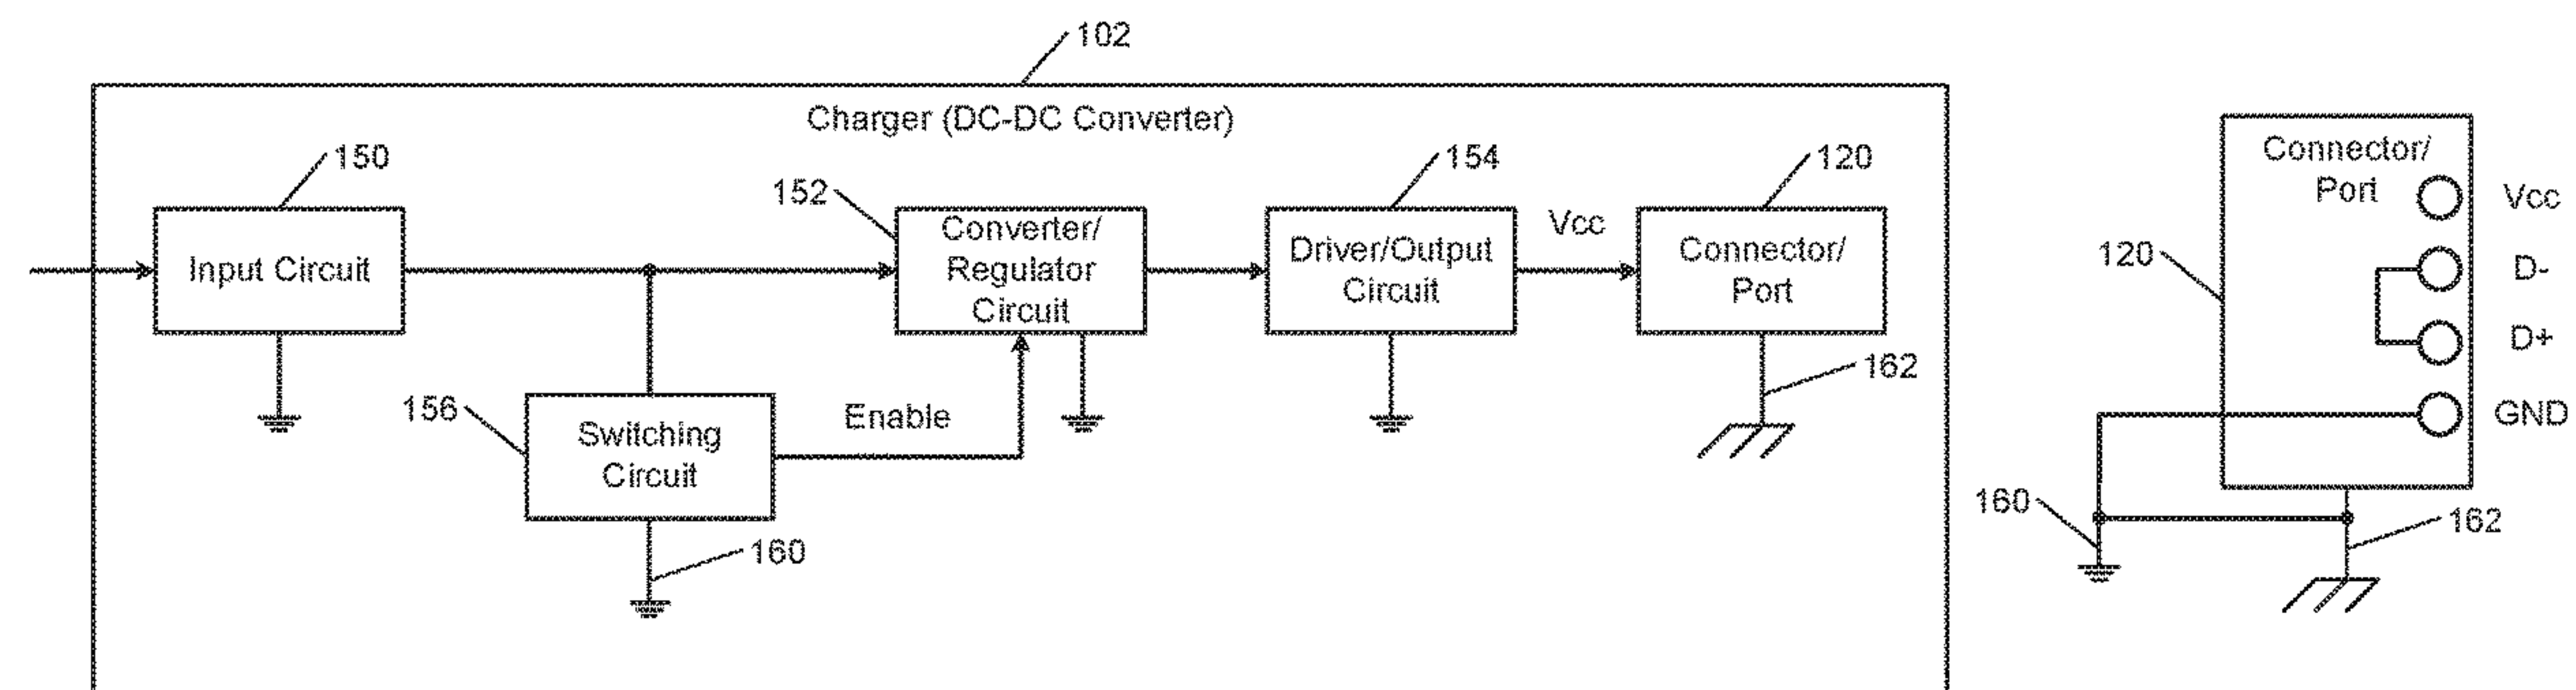 102
Charger (DC-DC Converter)
150
Input Circuit
152
Converter/
Regulator
Circuit
154
Driver/Output
Circuit
Vcc
120
Connector/
Port
162
156
Switching
Circuit
Enable
160
Connector/
Port
120
Vcc
D-
D+
GND
160
162